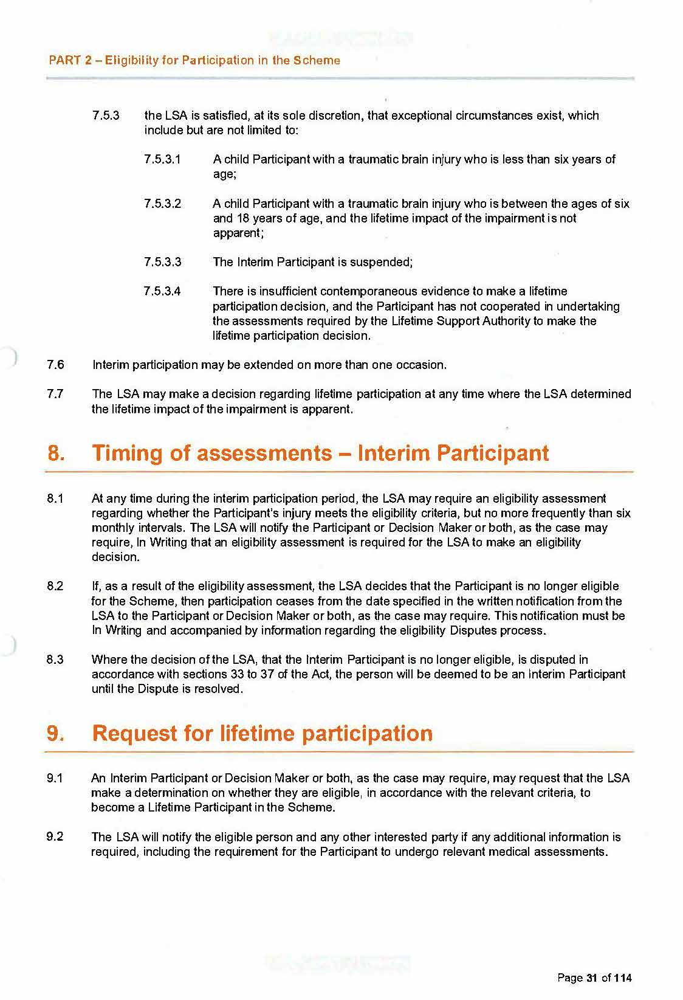 PART 2 – Eligibility for Participation in the Scheme
7.5.3 the LSA is satisfied, at its sole discretion, that exceptional circumstances exist, which
include but are not limited to:
7.5.3.1 A child Participant with a traumatic brain injury who is less than six years of
age;
7.5.3.2 A child Participant with a traumatic brain injury who is between the ages of six
and 18 years of age, and the lifetime impact of the impairment is not
apparent;
7.5.3.3 The Interim Participant is suspended;
7.5.3.4 There is insufficient contemporaneous evidence to make a lifetime
participation decision, and the Participant has not cooperated in undertaking
the assessments required by the Lifetime Support Authority to make the
lifetime participation decision.
7.6 Interim participation may be extended on more than one occasion.
7.7 The LSA may make a decision regarding lifetime participation at any time where the LSA determined
the lifetime impact of the impairment is apparent.
8. Timing of assessments – Interim Participant
8.1 At any time during the interim participation period, the LSA may require an eligibility assessment
regarding whether the Participant's injury meets the eligibility criteria, but no more frequently than six
monthly intervals. The LSA will notify the Participant or Decision Maker or both, as the case may
require, In Writing that an eligibility assessment is required for the LSA to make an eligibility
decision.
8.2 If, as a result of the eligibility assessment, the LSA decides that the Participant is no longer eligible
for the Scheme, then participation ceases from the date specified in the written notification from the
LSA to the Participant or Decision Maker or both, as the case may require. This notification must be
In Writing and accompanied by information regarding the eligibility Disputes process.
8.3 Where the decision of the LSA, that the Interim Participant is no longer eligible, is disputed in
accordance with sections 33 to 37 of the Act, the person will be deemed to be an Interim Participant
until the Dispute is resolved.
9. Request for lifetime participation
9.1 An Interim Participant or Decision Maker or both, as the case may require, may request that the LSA
make a determination on whether they are eligible, in accordance with the relevant criteria, to
become a Lifetime Participant in the Scheme.
9.2 The LSA will notify the eligible person and any other interested party if any additional information is
required, including the requirement for the Participant to undergo relevant medical assessments.
Page 31 of 114